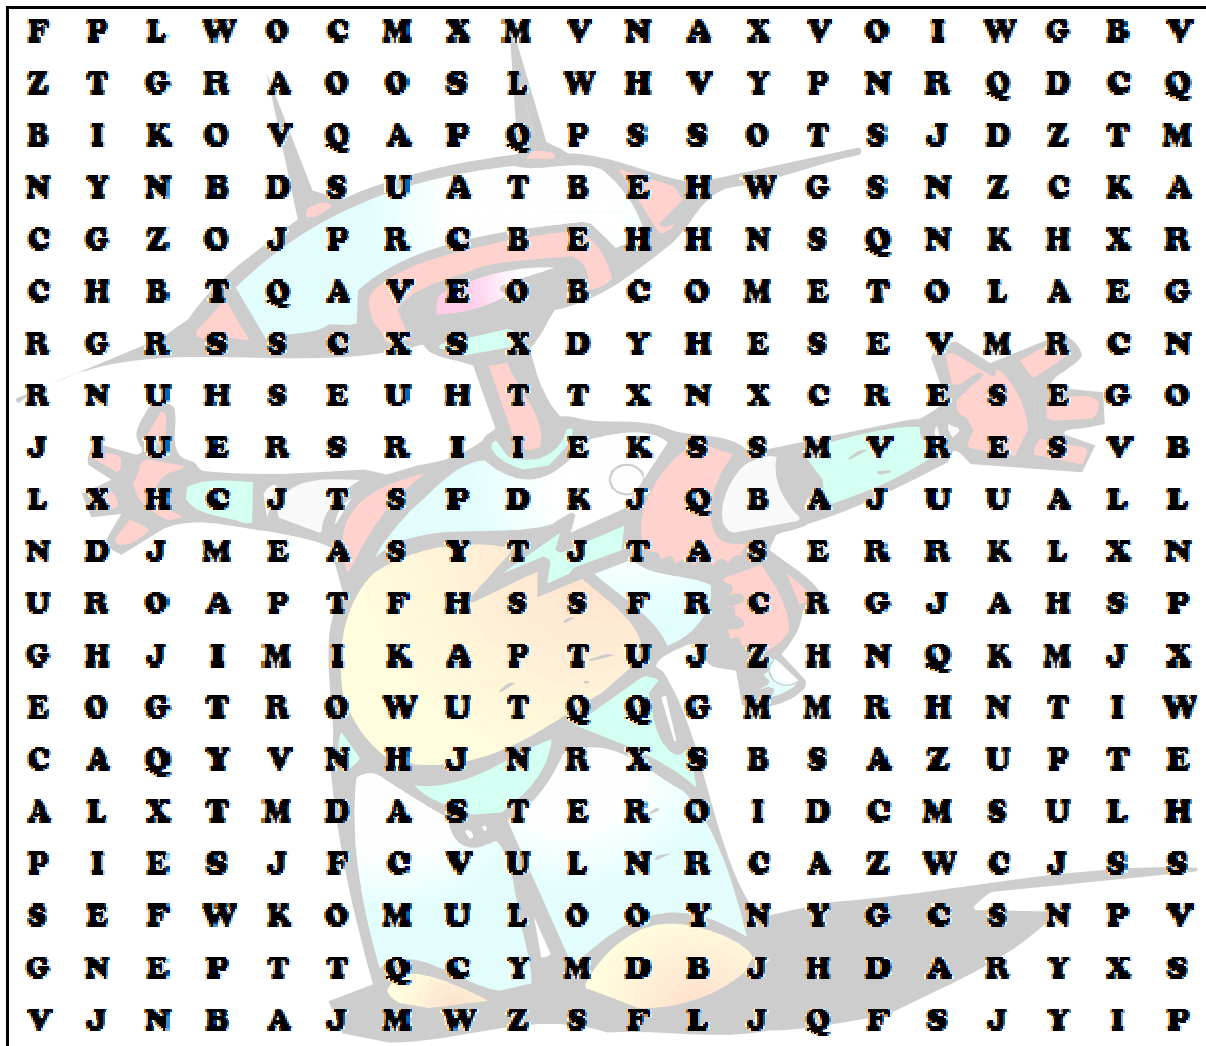 F P L W O C M X M V N A X V O I W G B V
Z T G R A O O S L W H V Y P N R Q D C Q
B I K O V Q A P Q P S S O T S J D Z T M
N Y N B D S U A T B E H W G S N Z C K A
C G Z O J P R C B E H H N S Q N K H X R
C H B T Q A V E O B C O M E T O L A E G
R G R S S C X S X D Y H E S E V M R C N
R N U H S E U H T T X N X C R E S E G O
J I U E R S R I I E K S S M V R E S V B
L X H C J T S P D K J Q B A J U U A L L
N D J M E A S Y T J T A S E R R K L X N
U R O A P T F H S S F R C R G J A H S P
G H J I M I K A P T U J Z H N Q K M J X
E O G T R O W U T Q Q G M M R H N T I W
C A Q Y V N H J N R X S B S A Z U P T E
A L X T M D A S T E R O I D C M S U L H
P I E S J F C V U L N R C A Z W C J S S
S E F W K O M U L O O Y N Y G C S N P V
G N E P T T Q C Y M D B J H D A R Y X S
V J N B A J M W Z S F L J Q F S J Y I P